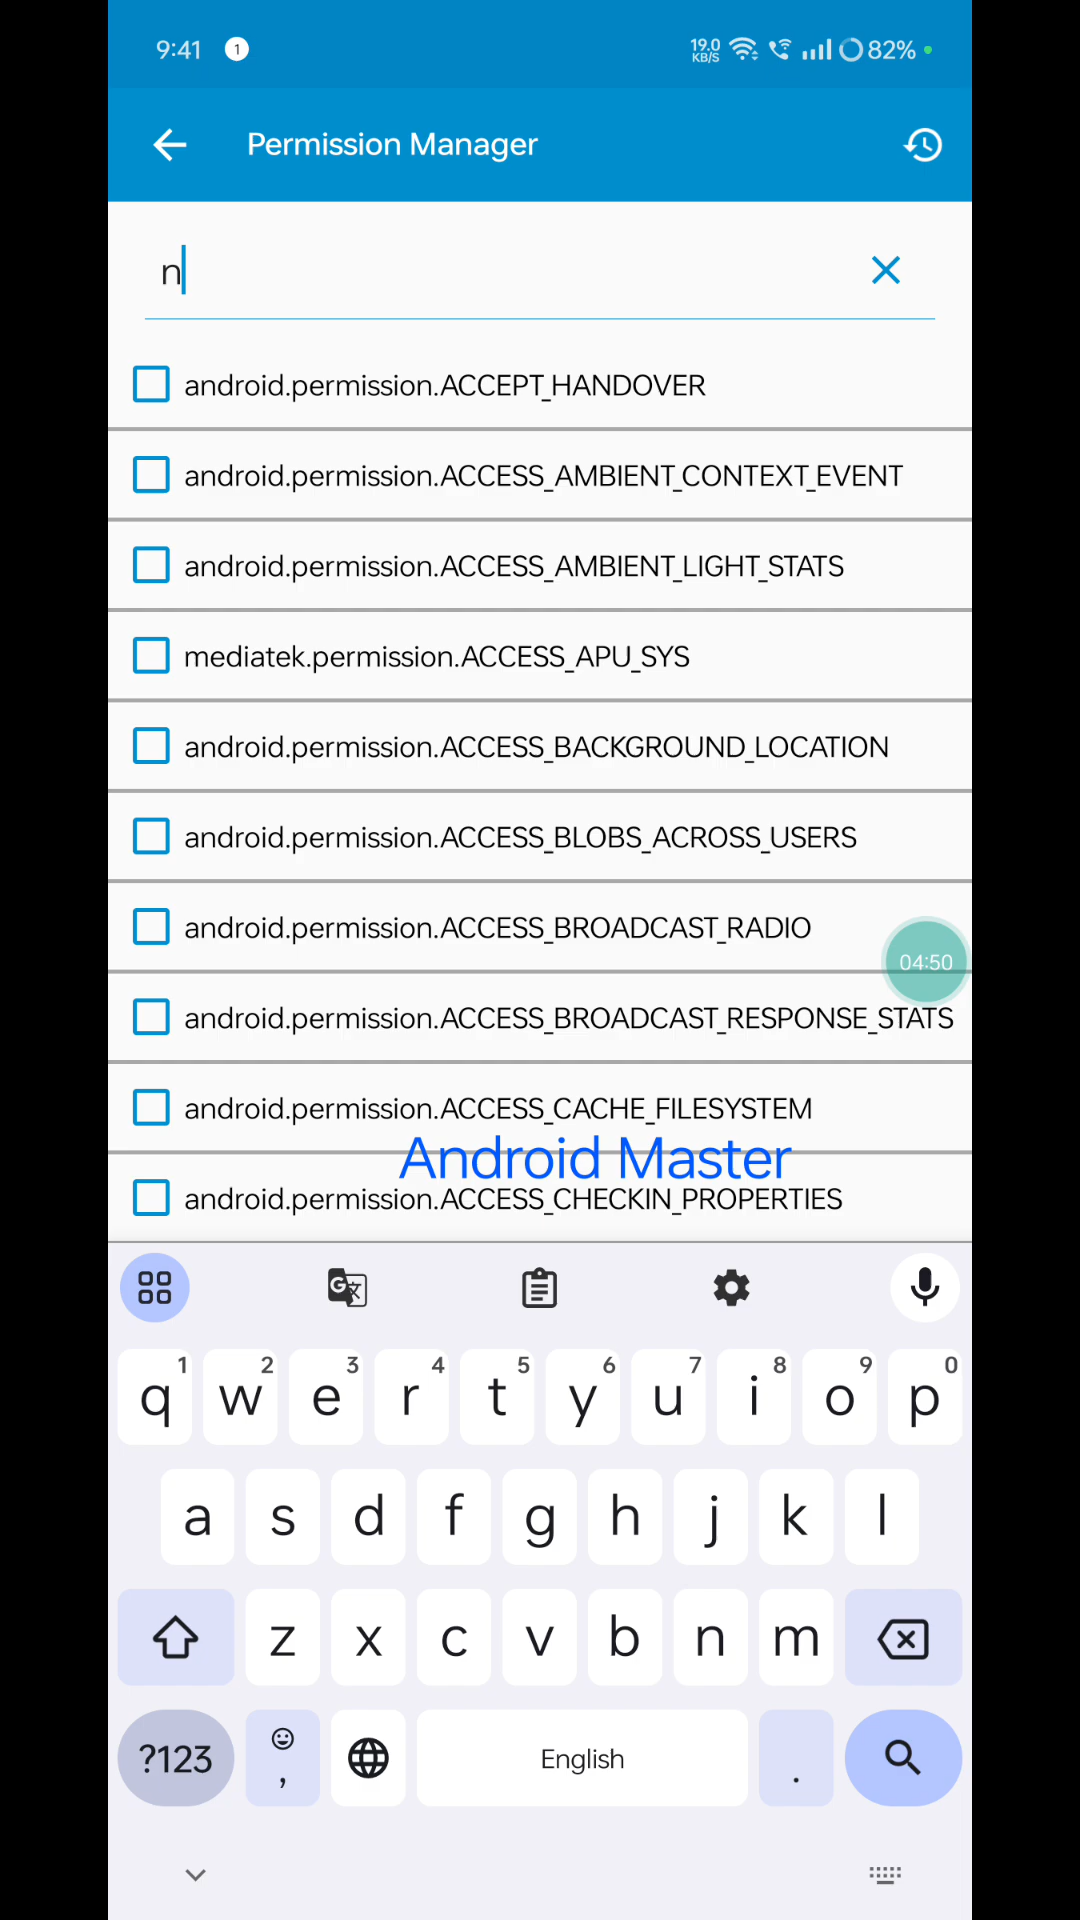 9:41 1 19.0 KB/S 82%
Permission Manager
n
android.permission.ACCEPT_HANDOVER
android.permission.ACCESS_AMBIENT_CONTEXT_EVENT
android.permission.ACCESS_AMBIENT_LIGHT_STATS
mediatek.permission.ACCESS_APU_SYS
android.permission.ACCESS_BACKGROUND_LOCATION
android.permission.ACCESS_BLOBS_ACROSS_USERS
android.permission.ACCESS_BROADCAST_RADIO
04:50
android.permission.ACCESS_BROADCAST_RESPONSE_STATS
android.permission.ACCESS_CACHE_FILESYSTEM
Android Master
android.permission.ACCESS_CHECKIN_PROPERTIES
G文
1 2 3 4 5 6 7 8 9 0
q w e r t y u i o p
a s d f g h j k l
z x c v b n m
?123 , English .